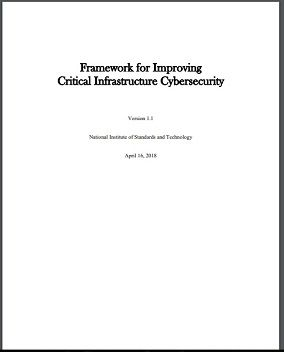 Framework for Improving
Critical Infrastructure Cybersecurity
Version 1.1
National Institute of Standards and Technology
April 16, 2018